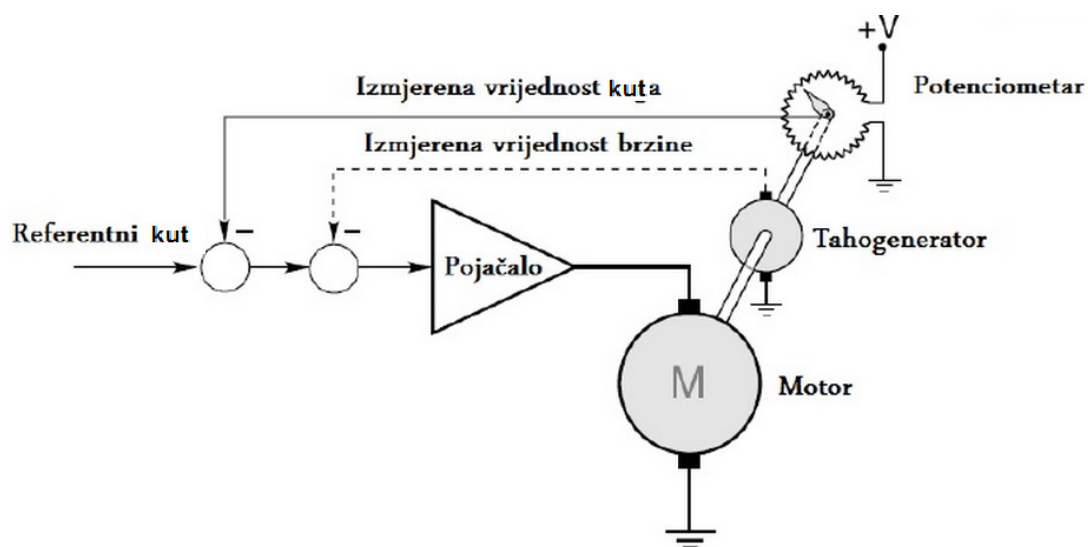 +V
Izmjerena vrijednost kuta
Potenciometar
Izmjerena vrijednost brzine
Referentni kut
−
−
Tahogenerator
Pojačalo
M
Motor